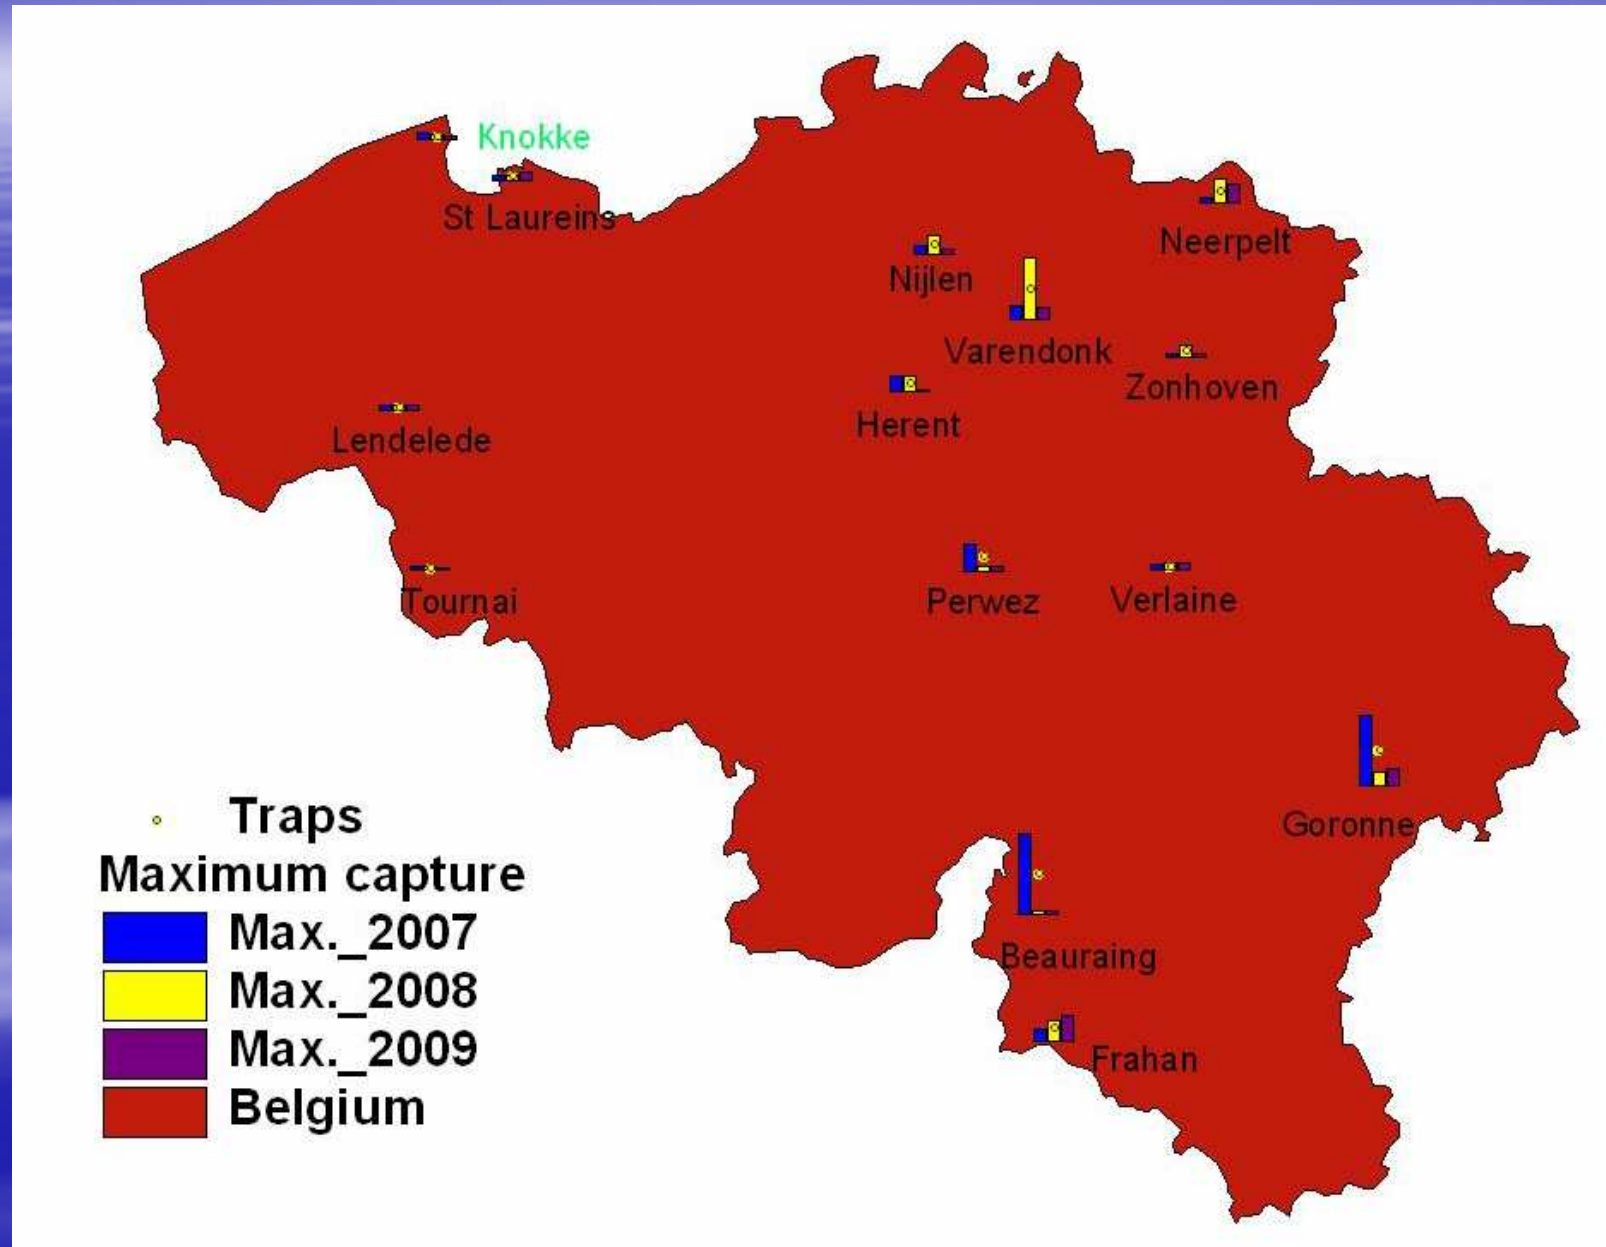 Knokke
St Laureins
Neerpelt
Nijlen
Varendonk
Zonhoven
Herent
Lendelede
Perwez
Verlaine
Tournai
Goronne
Beauraing
Frahan
Traps
Maximum capture
Max._2007
Max._2008
Max._2009
Belgium